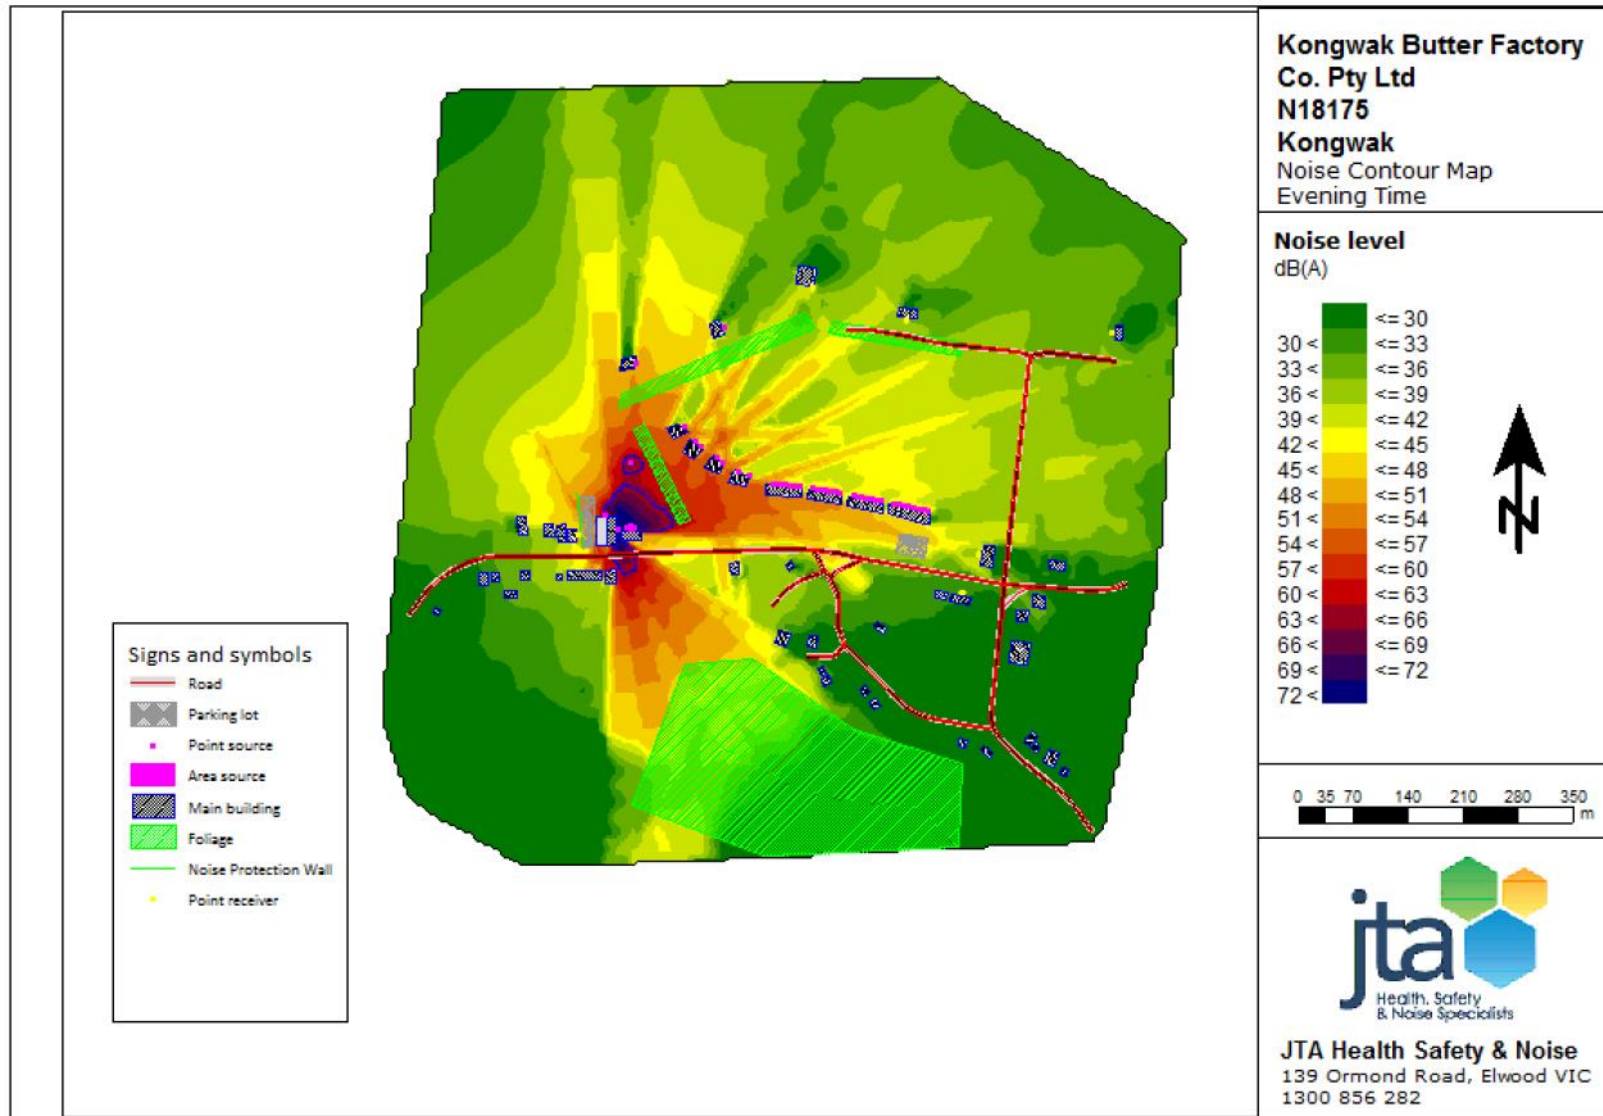 Kongwak Butter Factory
Co. Pty Ltd
N18175
Kongwak
Noise Contour Map
Evening Time
Noise level
dB(A)
<= 30
30 < <= 33
33 < <= 36
36 < <= 39
39 < <= 42
42 < <= 45
45 < <= 48
48 < <= 51
51 < <= 54
54 < <= 57
57 < <= 60
60 < <= 63
63 < <= 66
66 < <= 69
69 < <= 72
72 <
N
Signs and symbols
Road
Parking lot
Point source
Area source
Main building
Foliage
Noise Protection Wall
Point receiver
0 35 70 140 210 280 350
m
jta
Health, Safety
& Noise Specialists
JTA Health Safety & Noise
139 Ormond Road, Elwood VIC
1300 856 282